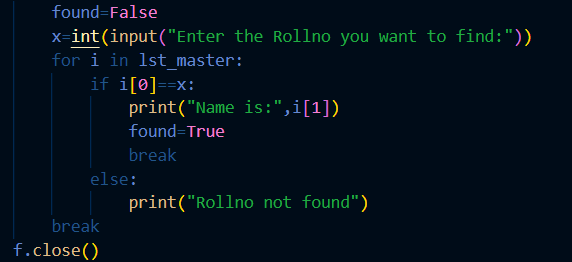 found=False
x=int(input("Enter the Rollno you want to find:"))
for i in lst_master:
if i[0]==x:
print("Name is:",i[1])
found=True
break
else:
print("Rollno not found")
break
f.close()